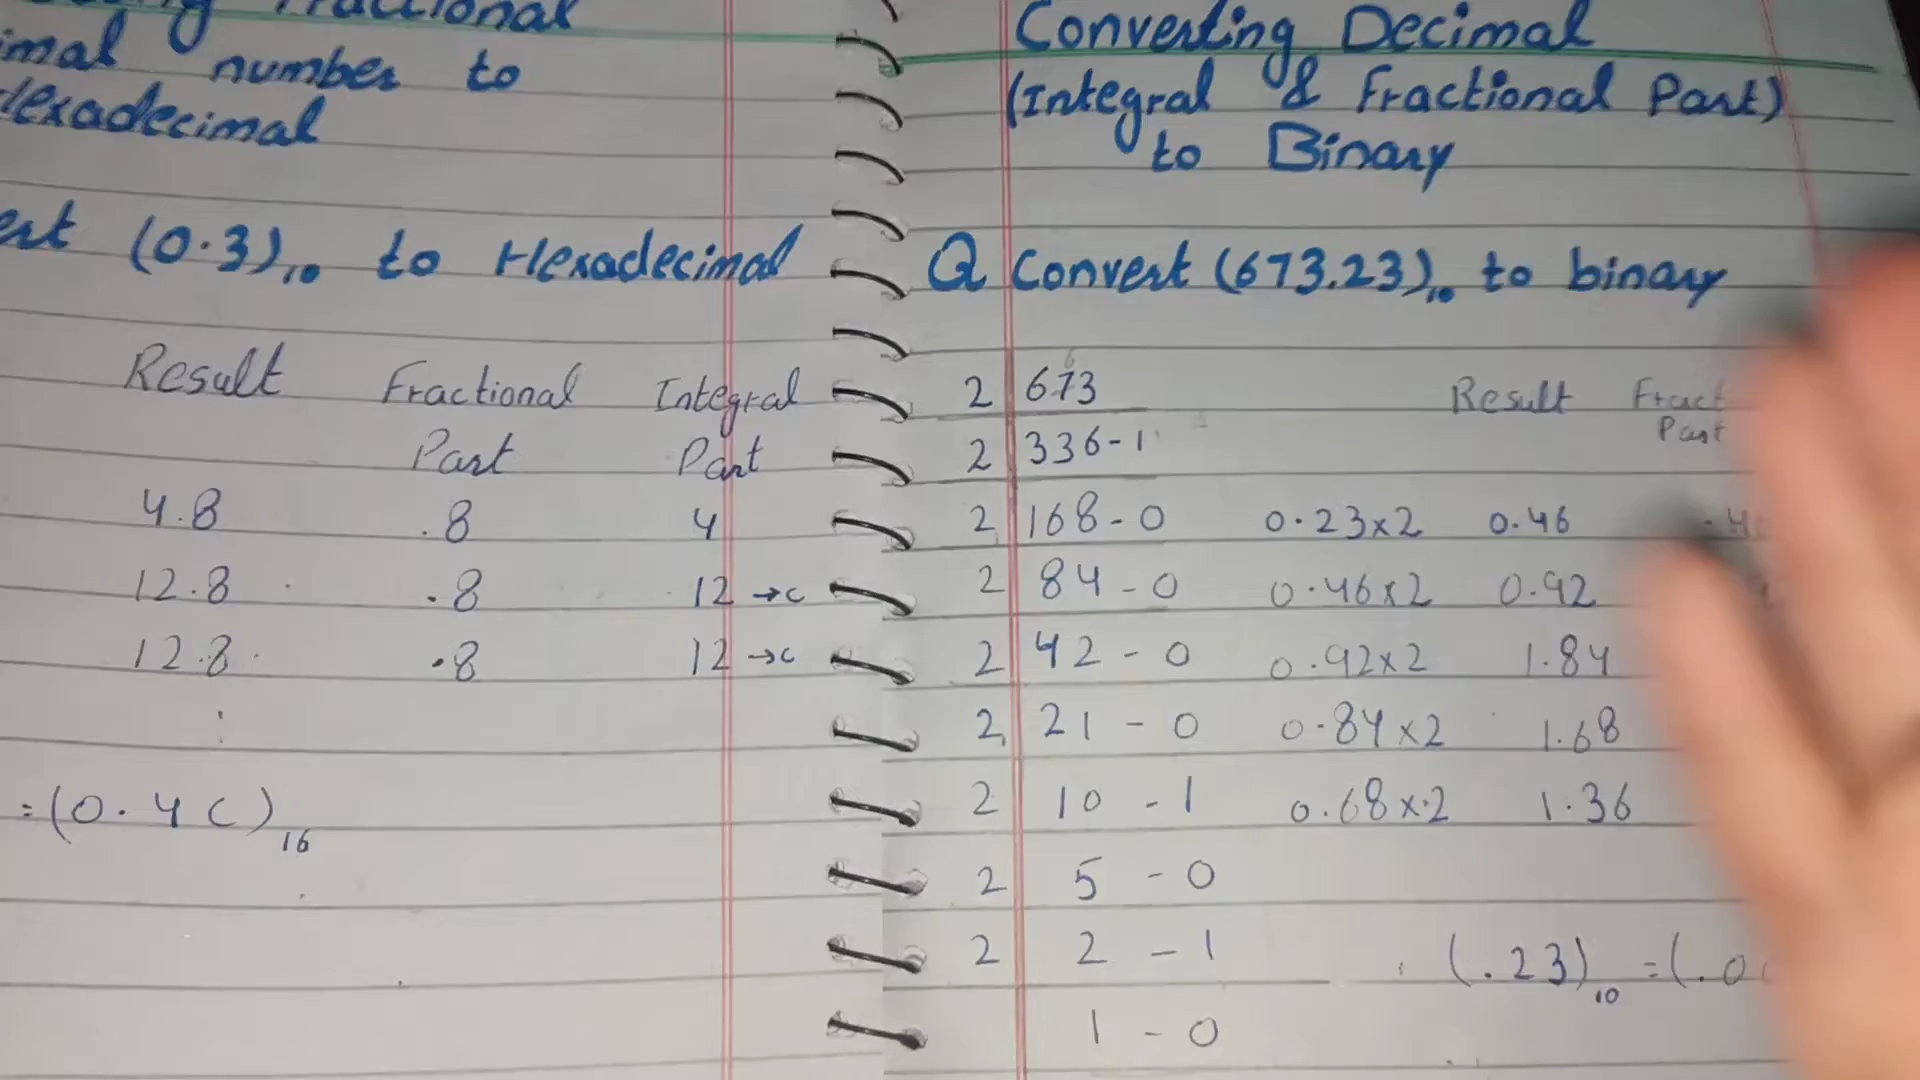 number to
Hexadecimal
(0.3)₁₀ to Hexadecimal
Result Fractional Integral
Part Part
4.8 .8 4
12.8 .8 12 →c
12.8 .8 12 →c
:
=(0.4C)₁₆
Converting Decimal
(Integral & Fractional Part)
to Binary
Q Convert (673.23)₁₀ to binary
2 673 Result
2 336-1 Part
2 168-0 0.23x2 0.46
2 84-0 0.46x2 0.92
2 42-0 0.92x2 1.84
2 21-0 0.84x2 1.68
2 10-1 0.68x2 1.36
2 5-0
2 2-1 (.23)₁₀ =(.0
1-0